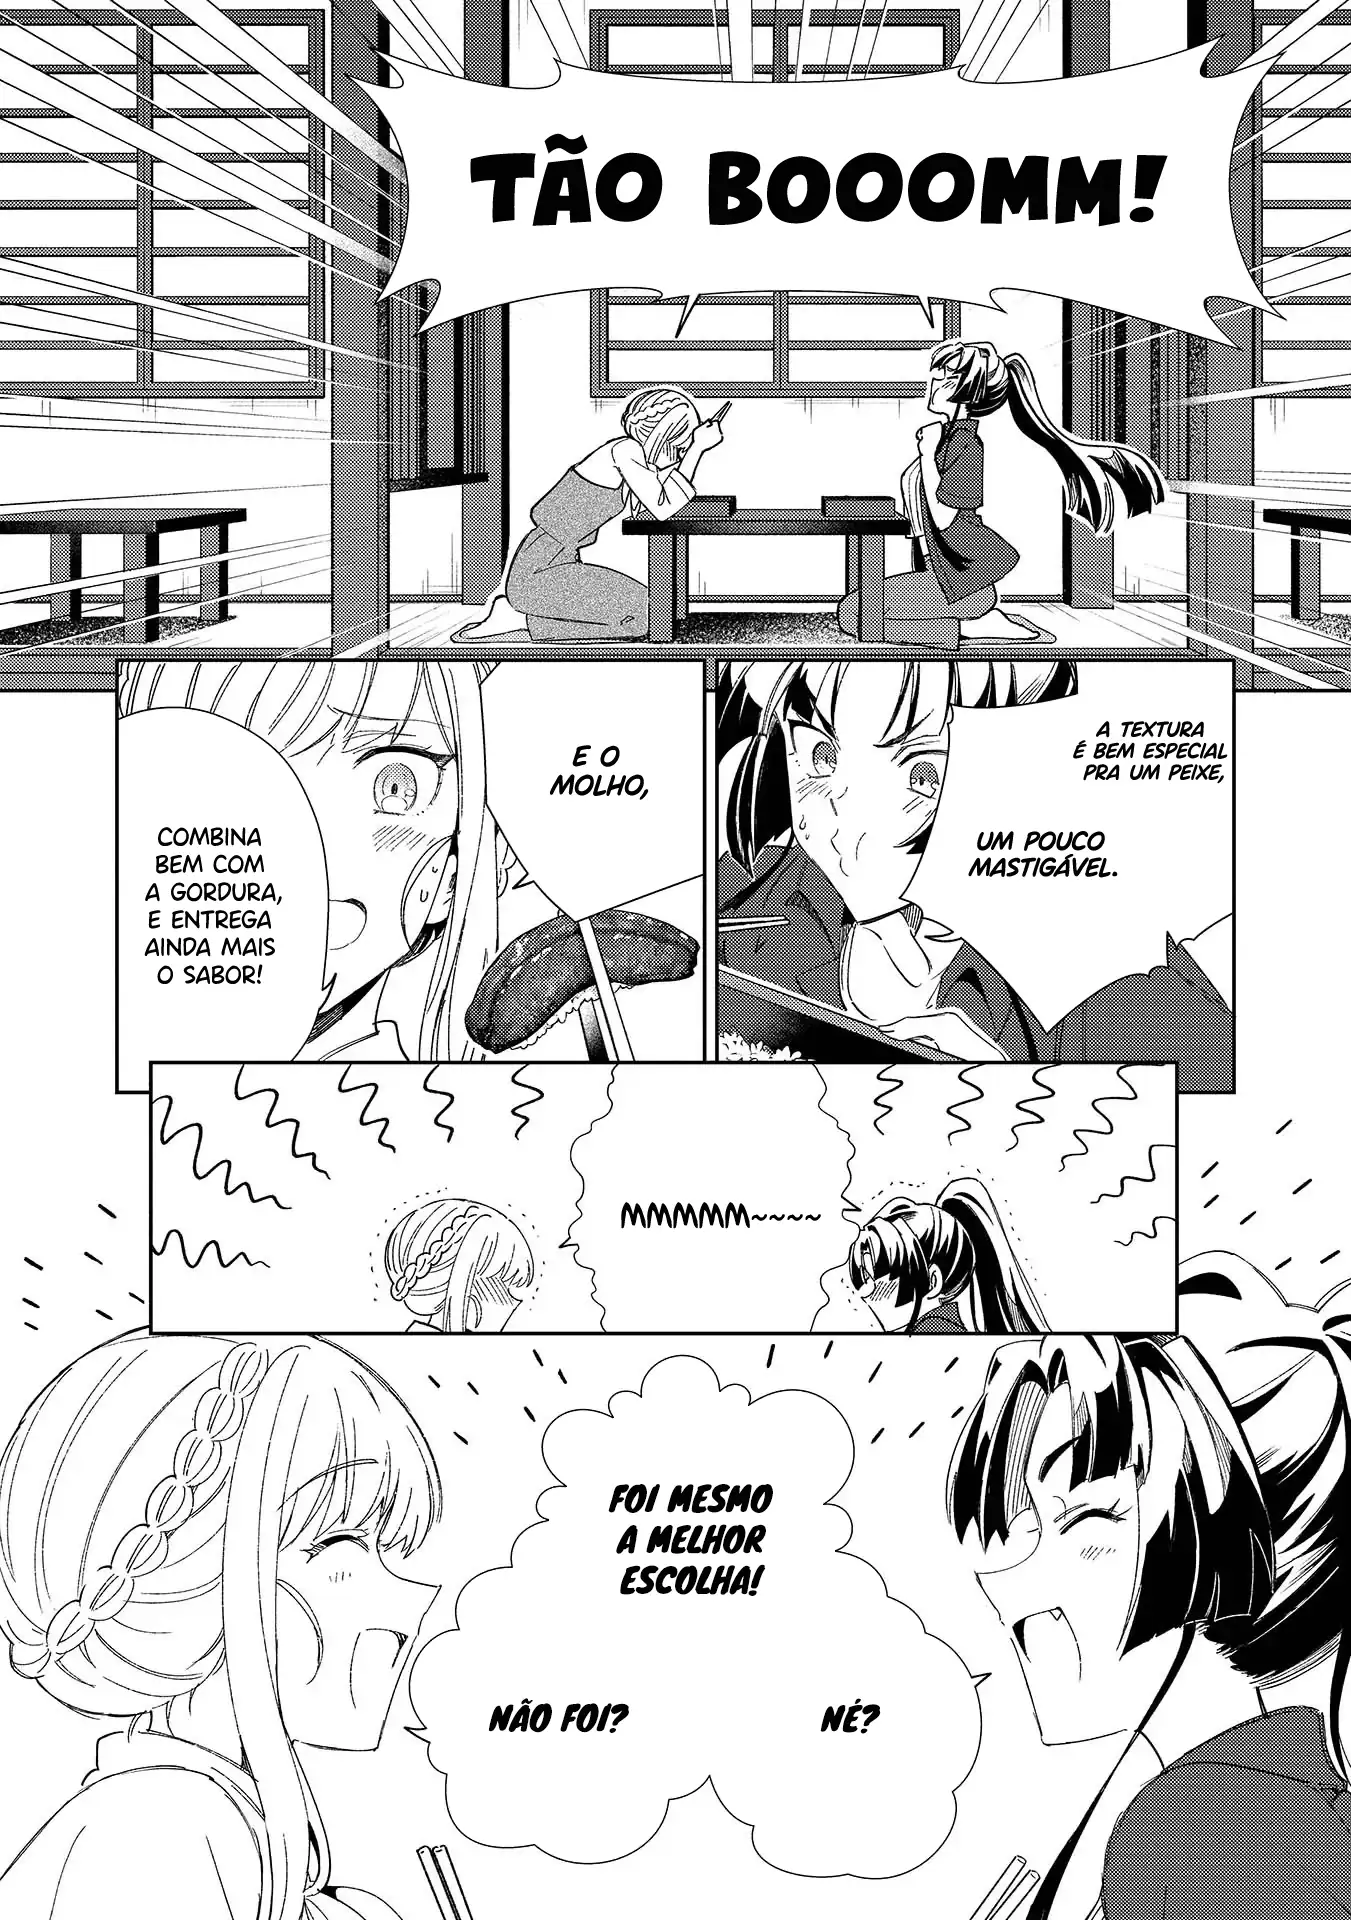 TÃO BOOOMM!
A TEXTURA
É BEM ESPECIAL
PRA UM PEIXE,
UM POUCO
MASTIGÁVEL.
E O
MOLHO,
COMBINA
BEM COM
A GORDURA,
E ENTREGA
AINDA MAIS
O SABOR!
MMMMM~~~~
FOI MESMO
A MELHOR
ESCOLHA!
NÃO FOI?
NÉ?